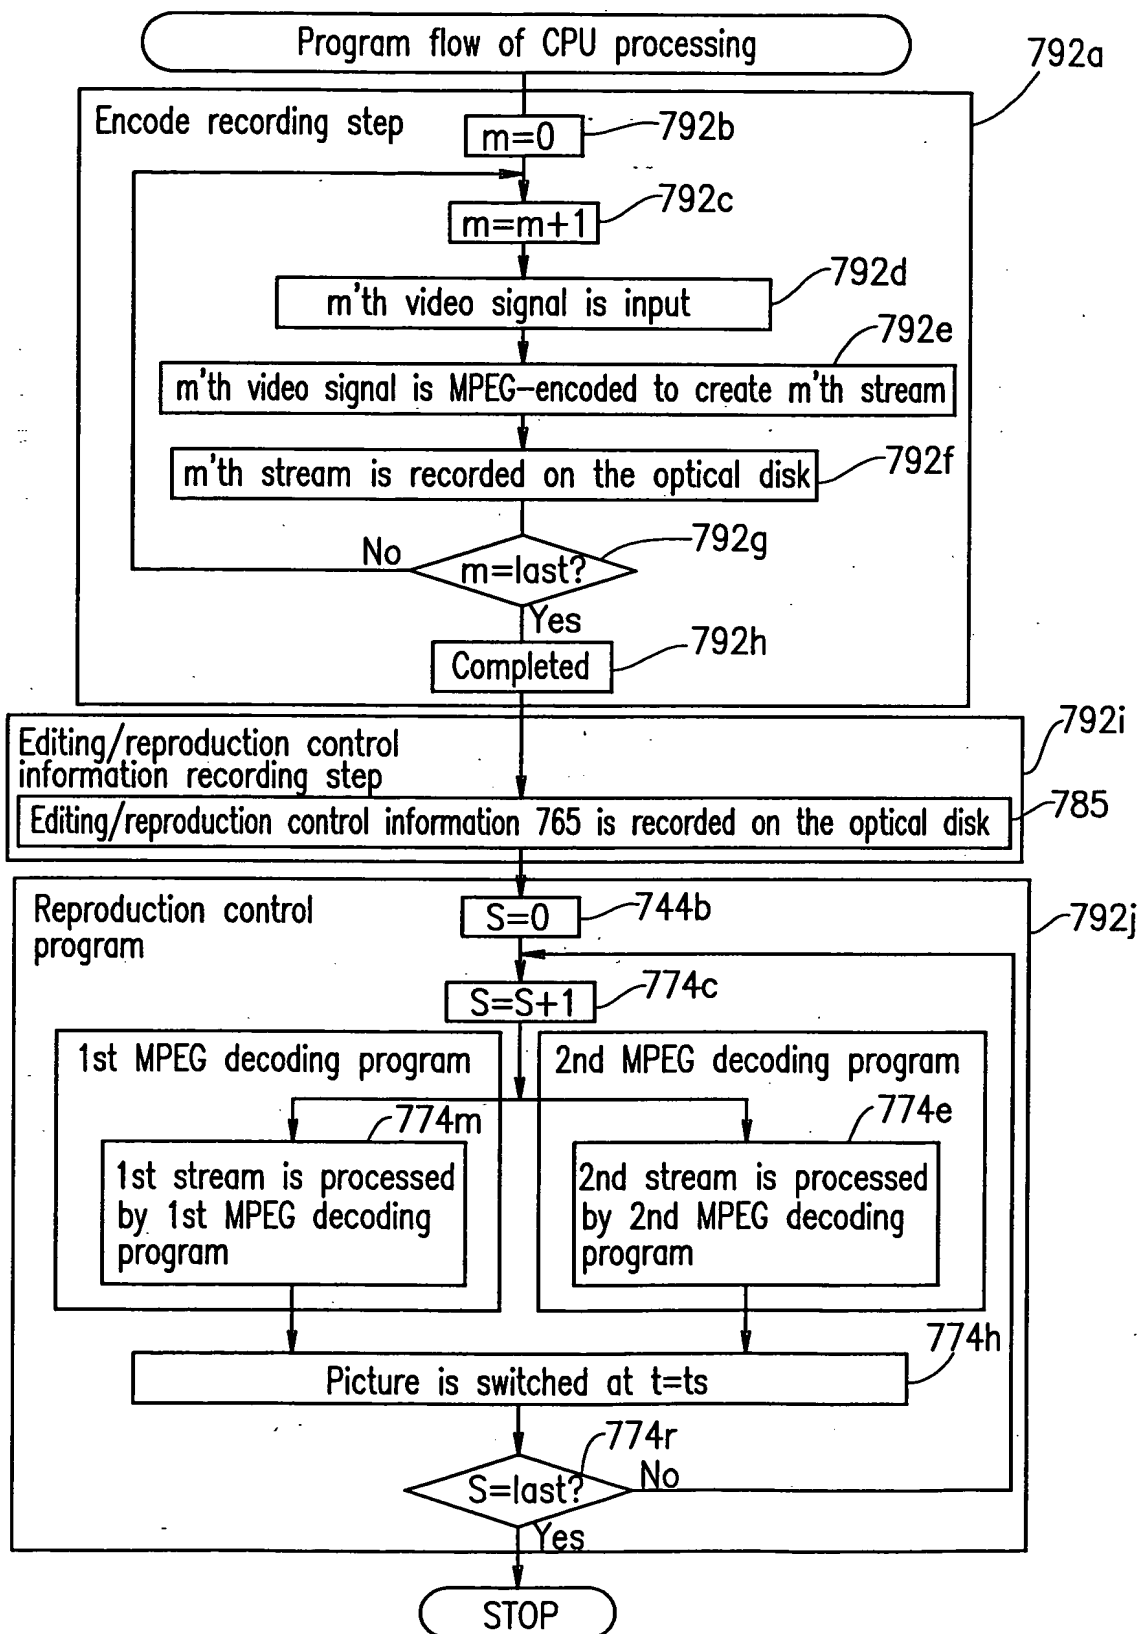 Program flow of CPU processing
792a
Encode recording step
m=0
792b
m=m+1
792c
m'th video signal is input
792d
792e
m'th video signal is MPEG-encoded to create m'th stream
m'th stream is recorded on the optical disk
792f
792g
No
m=last?
Yes
Completed
792h
792i
Editing/reproduction control
information recording step
Editing/reproduction control information 765 is recorded on the optical disk
785
792j
Reproduction control
program
S=0
744b
S=S+1
774c
1st MPEG decoding program
2nd MPEG decoding program
774m
774e
1st stream is processed
by 1st MPEG decoding
program
2nd stream is processed
by 2nd MPEG decoding
program
774h
Picture is switched at t=ts
774r
S=last?
No
Yes
STOP